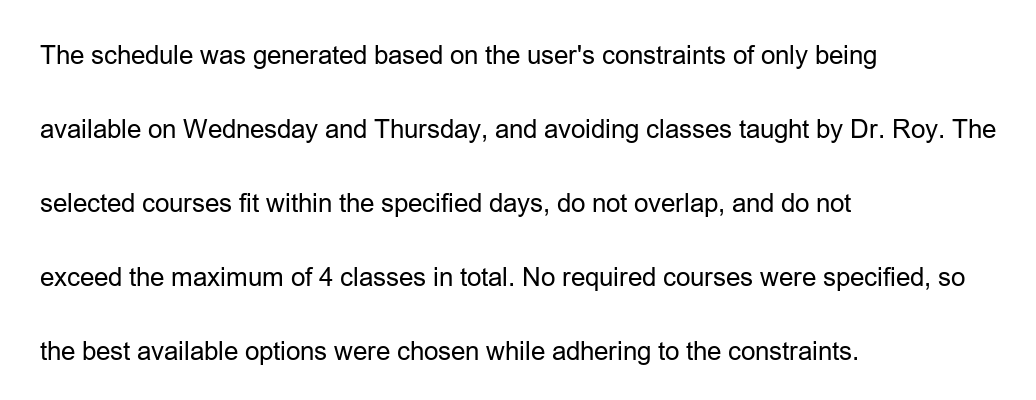 The schedule was generated based on the user's constraints of only being
available on Wednesday and Thursday, and avoiding classes taught by Dr. Roy. The
selected courses fit within the specified days, do not overlap, and do not
exceed the maximum of 4 classes in total. No required courses were specified, so
the best available options were chosen while adhering to the constraints.